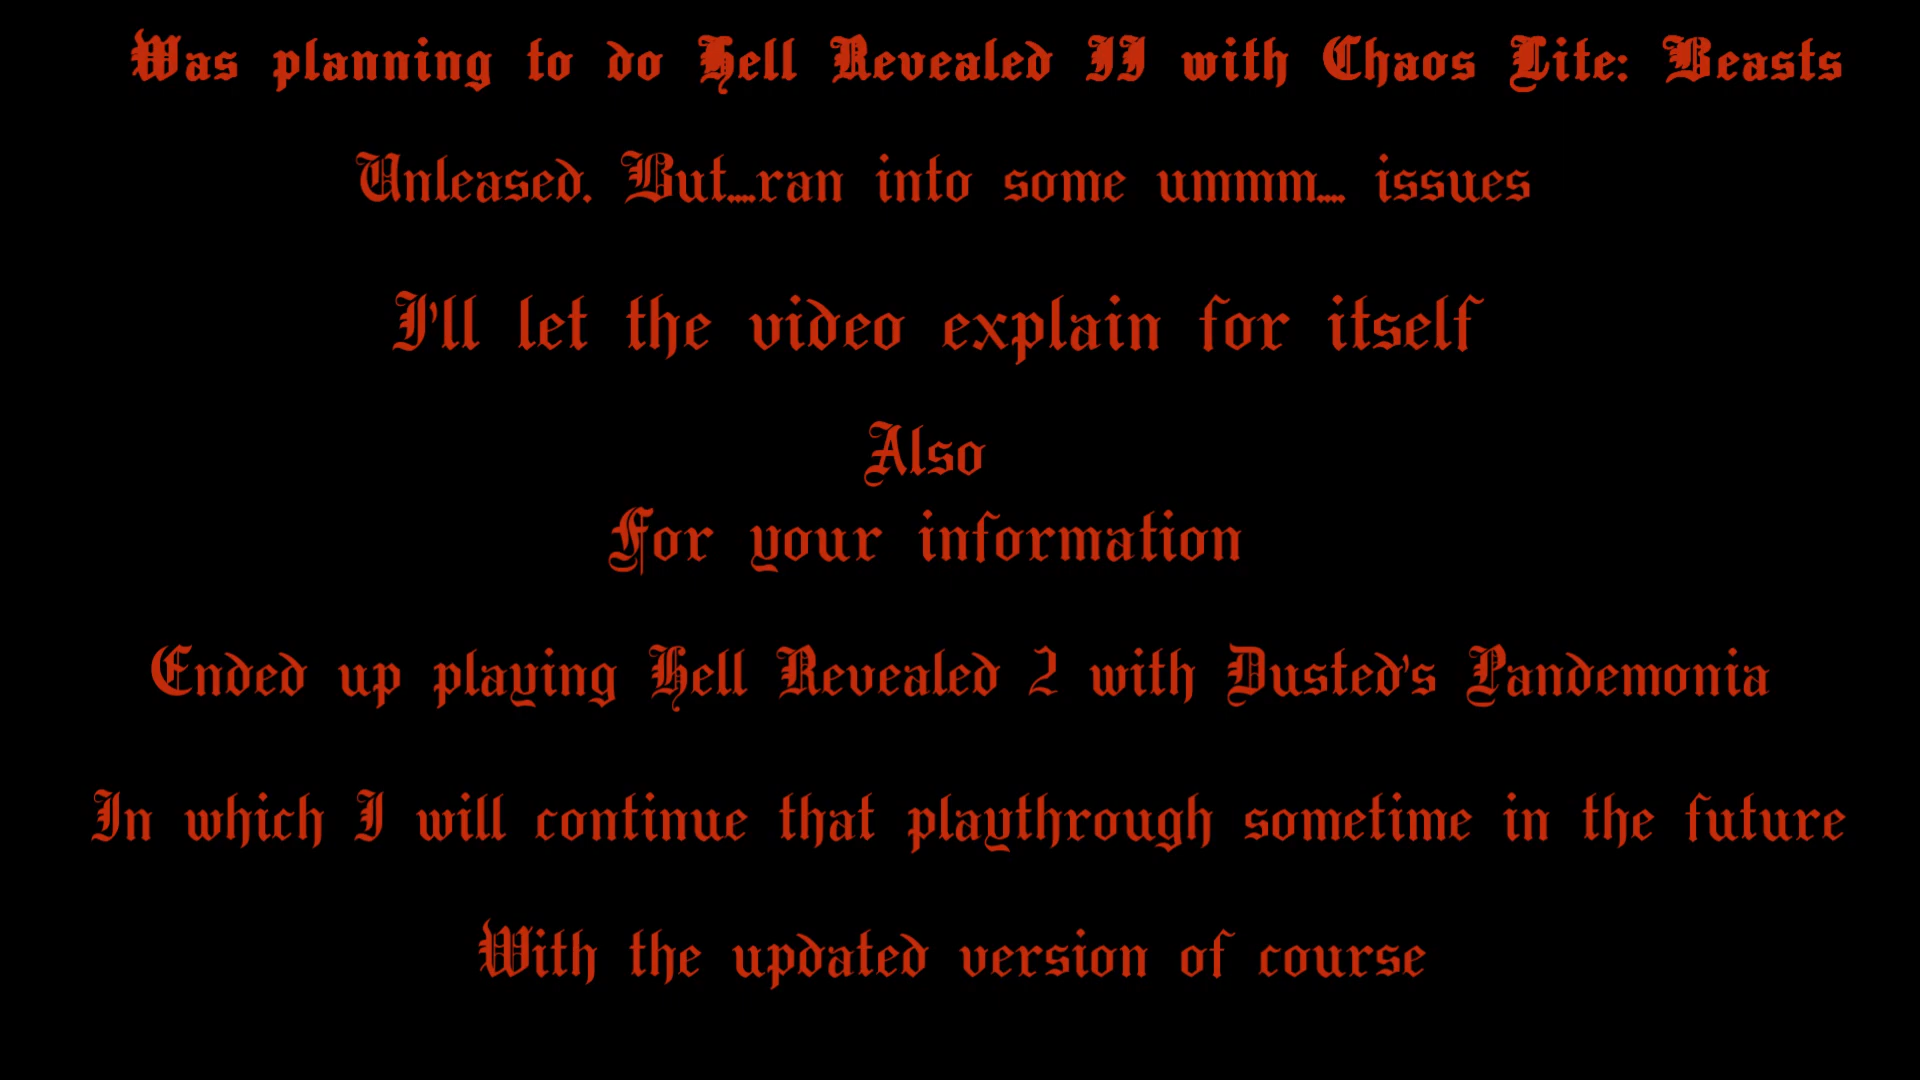 Was planning to do Hell Revealed II with Chaos Lite: Beasts
Unleased. But....ran into some ummm.... issues
I'll let the video explain for itself
Also
For your information
Ended up playing Hell Revealed 2 with Dusted's Pandemonia
In which I will continue that playthrough sometime in the future
With the updated version of course